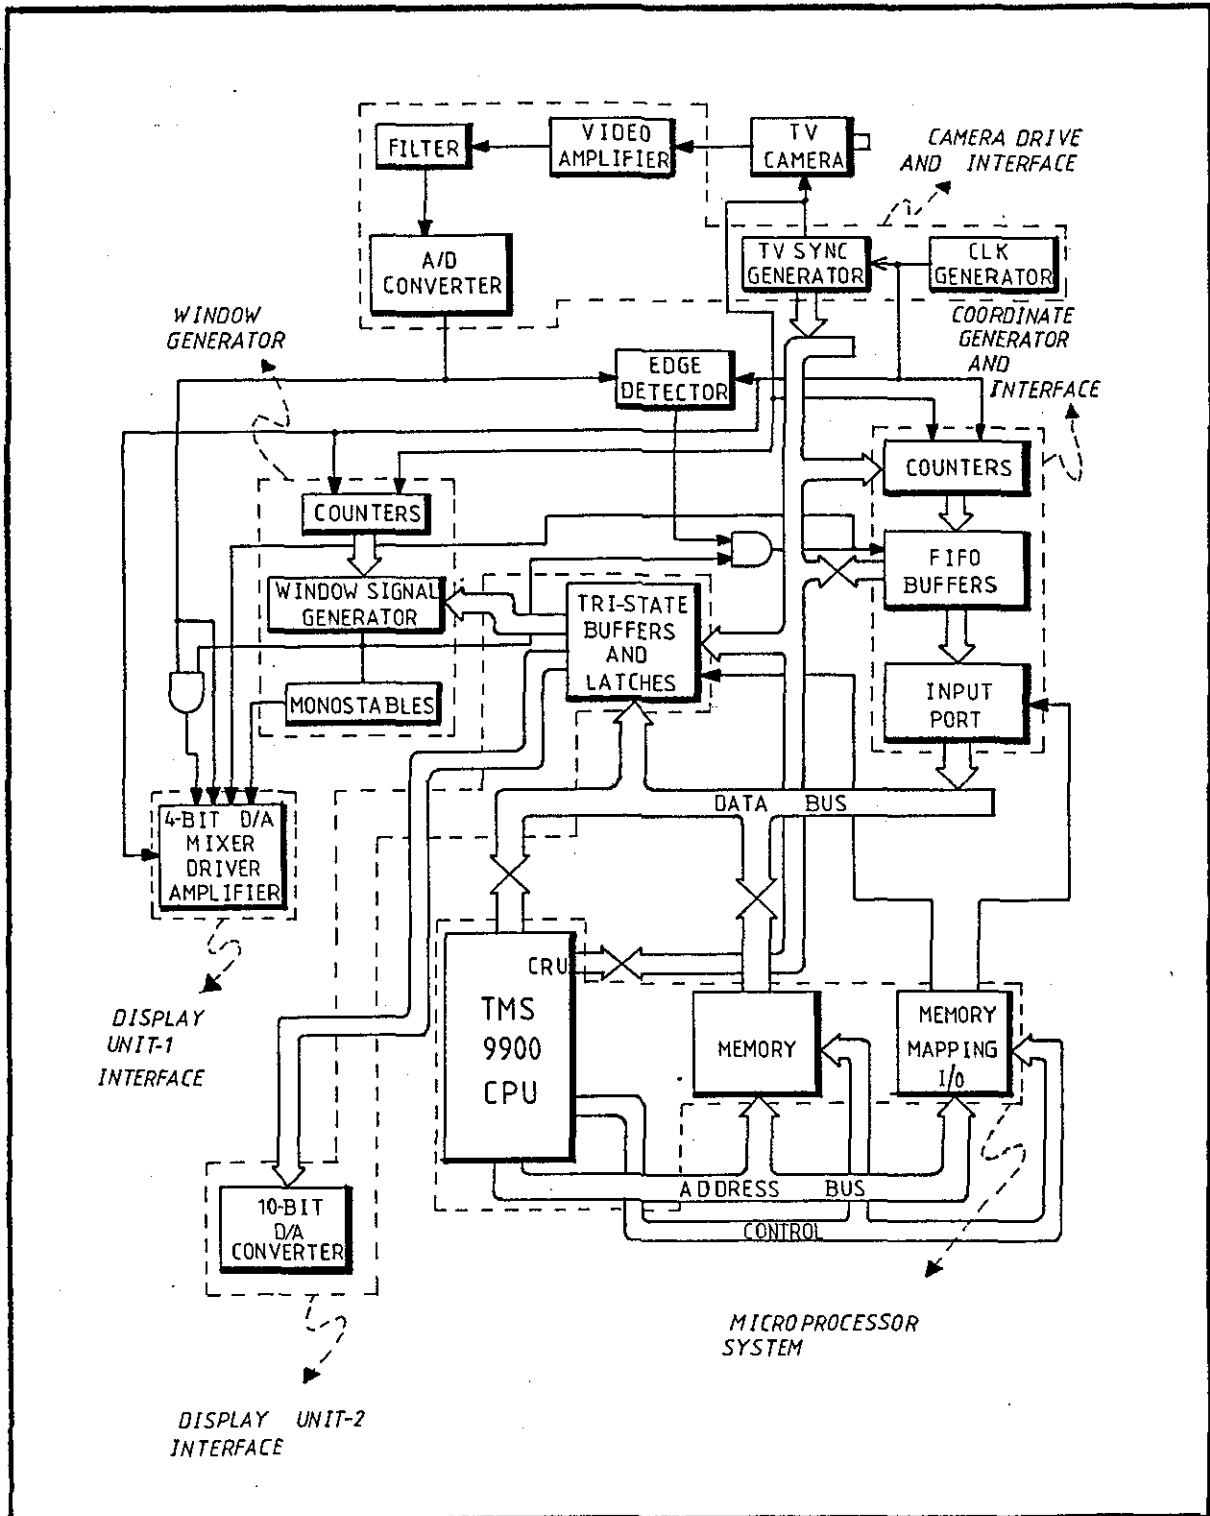 FILTER
VIDEO
AMPLIFIER
TV
CAMERA
CAMERA DRIVE
AND INTERFACE
A/D
CONVERTER
TV SYNC
GENERATOR
CLK
GENERATOR
WINDOW
GENERATOR
COORDINATE
GENERATOR
AND
INTERFACE
EDGE
DETECTOR
COUNTERS
COUNTERS
WINDOW SIGNAL
GENERATOR
TRI-STATE
BUFFERS
AND
LATCHES
FIFO
BUFFERS
MONOSTABLES
INPUT
PORT
DATA BUS
4-BIT D/A
MIXER
DRIVER
AMPLIFIER
CRU
TMS
9900
CPU
MEMORY
MEMORY
MAPPING
I/O
DISPLAY
UNIT-1
INTERFACE
ADDRESS BUS
CONTROL
10-BIT
D/A
CONVERTER
MICROPROCESSOR
SYSTEM
DISPLAY UNIT-2
INTERFACE